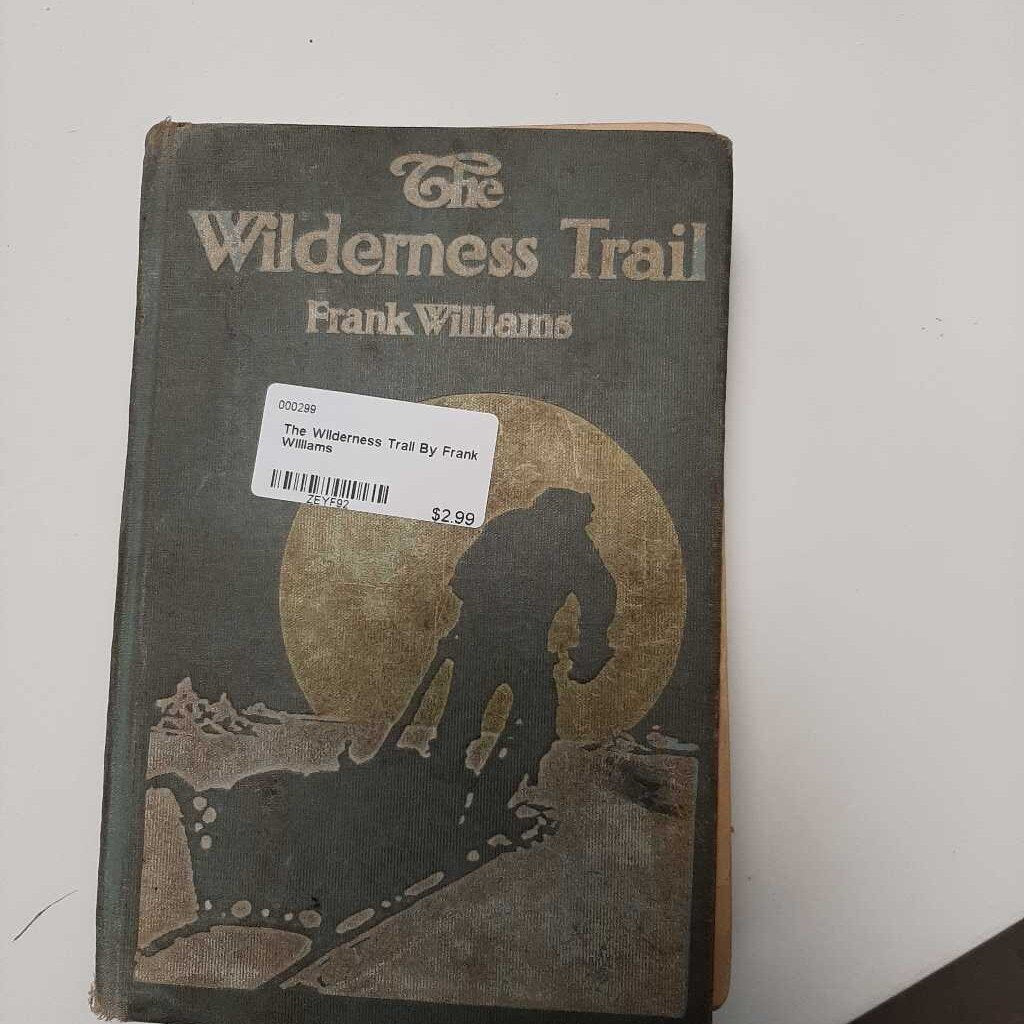 The
Wilderness Trail
Frank Williams
000299
The Wilderness Trail By Frank
Williams
ZEYF92
$2.99